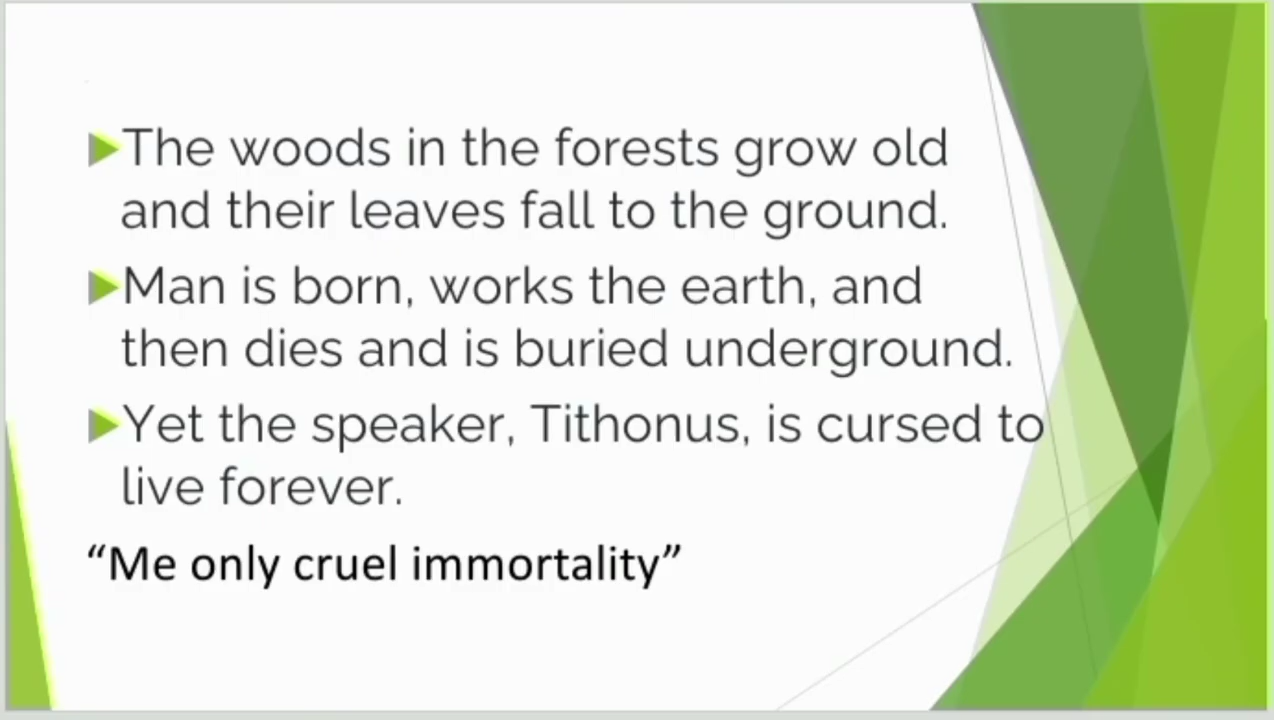 The woods in the forests grow old
and their leaves fall to the ground.
Man is born, works the earth, and
then dies and is buried underground.
Yet the speaker, Tithonus, is cursed to
live forever.
“Me only cruel immortality”